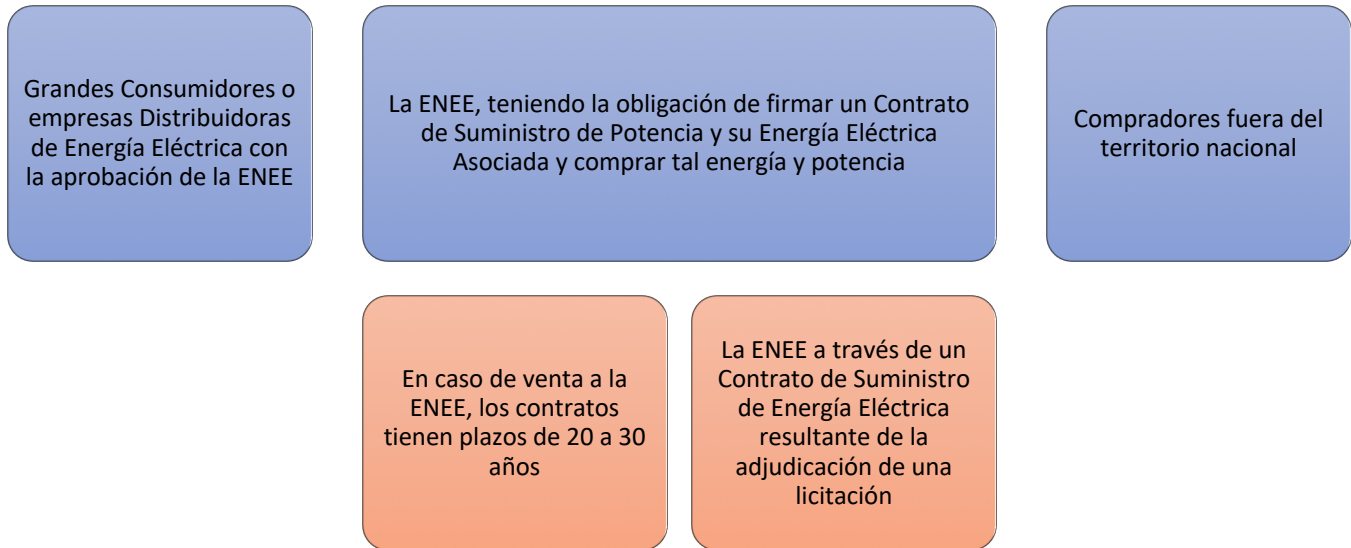 Grandes Consumidores o
empresas Distribuidoras
de Energía Eléctrica con
la aprobación de la ENEE
La ENEE, teniendo la obligación de firmar un Contrato
de Suministro de Potencia y su Energía Eléctrica
Asociada y comprar tal energía y potencia
Compradores fuera del
territorio nacional
En caso de venta a la
ENEE, los contratos
tienen plazos de 20 a 30
años
La ENEE a través de un
Contrato de Suministro
de Energía Eléctrica
resultante de la
adjudicación de una
licitación